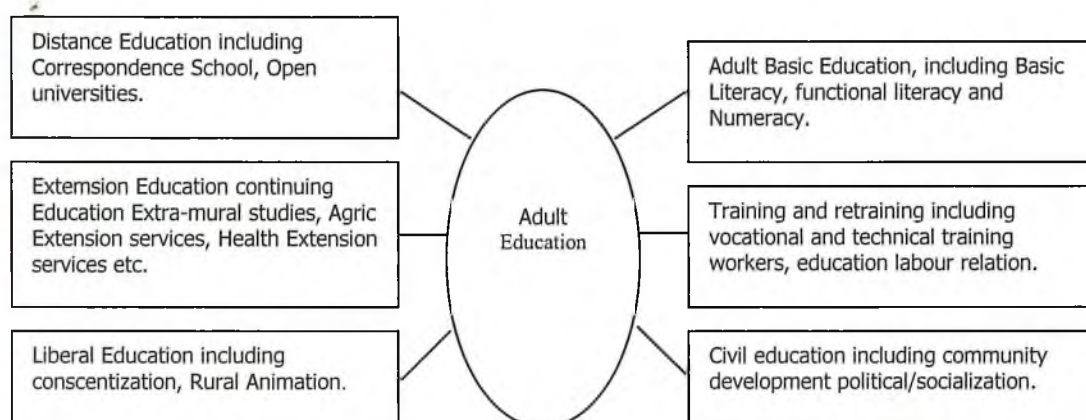 Distance Education including
Correspondence School, Open
universities.
Extemsion Education continuing
Education Extra-mural studies, Agric
Extension services, Health Extension
services etc.
Liberal Education including
conscentization, Rural Animation.
Adult
Education
Adult Basic Education, including Basic
Literacy, functional literacy and
Numeracy.
Training and retraining including
vocational and technical training
workers, education labour relation.
Civil education including community
development political/socialization.